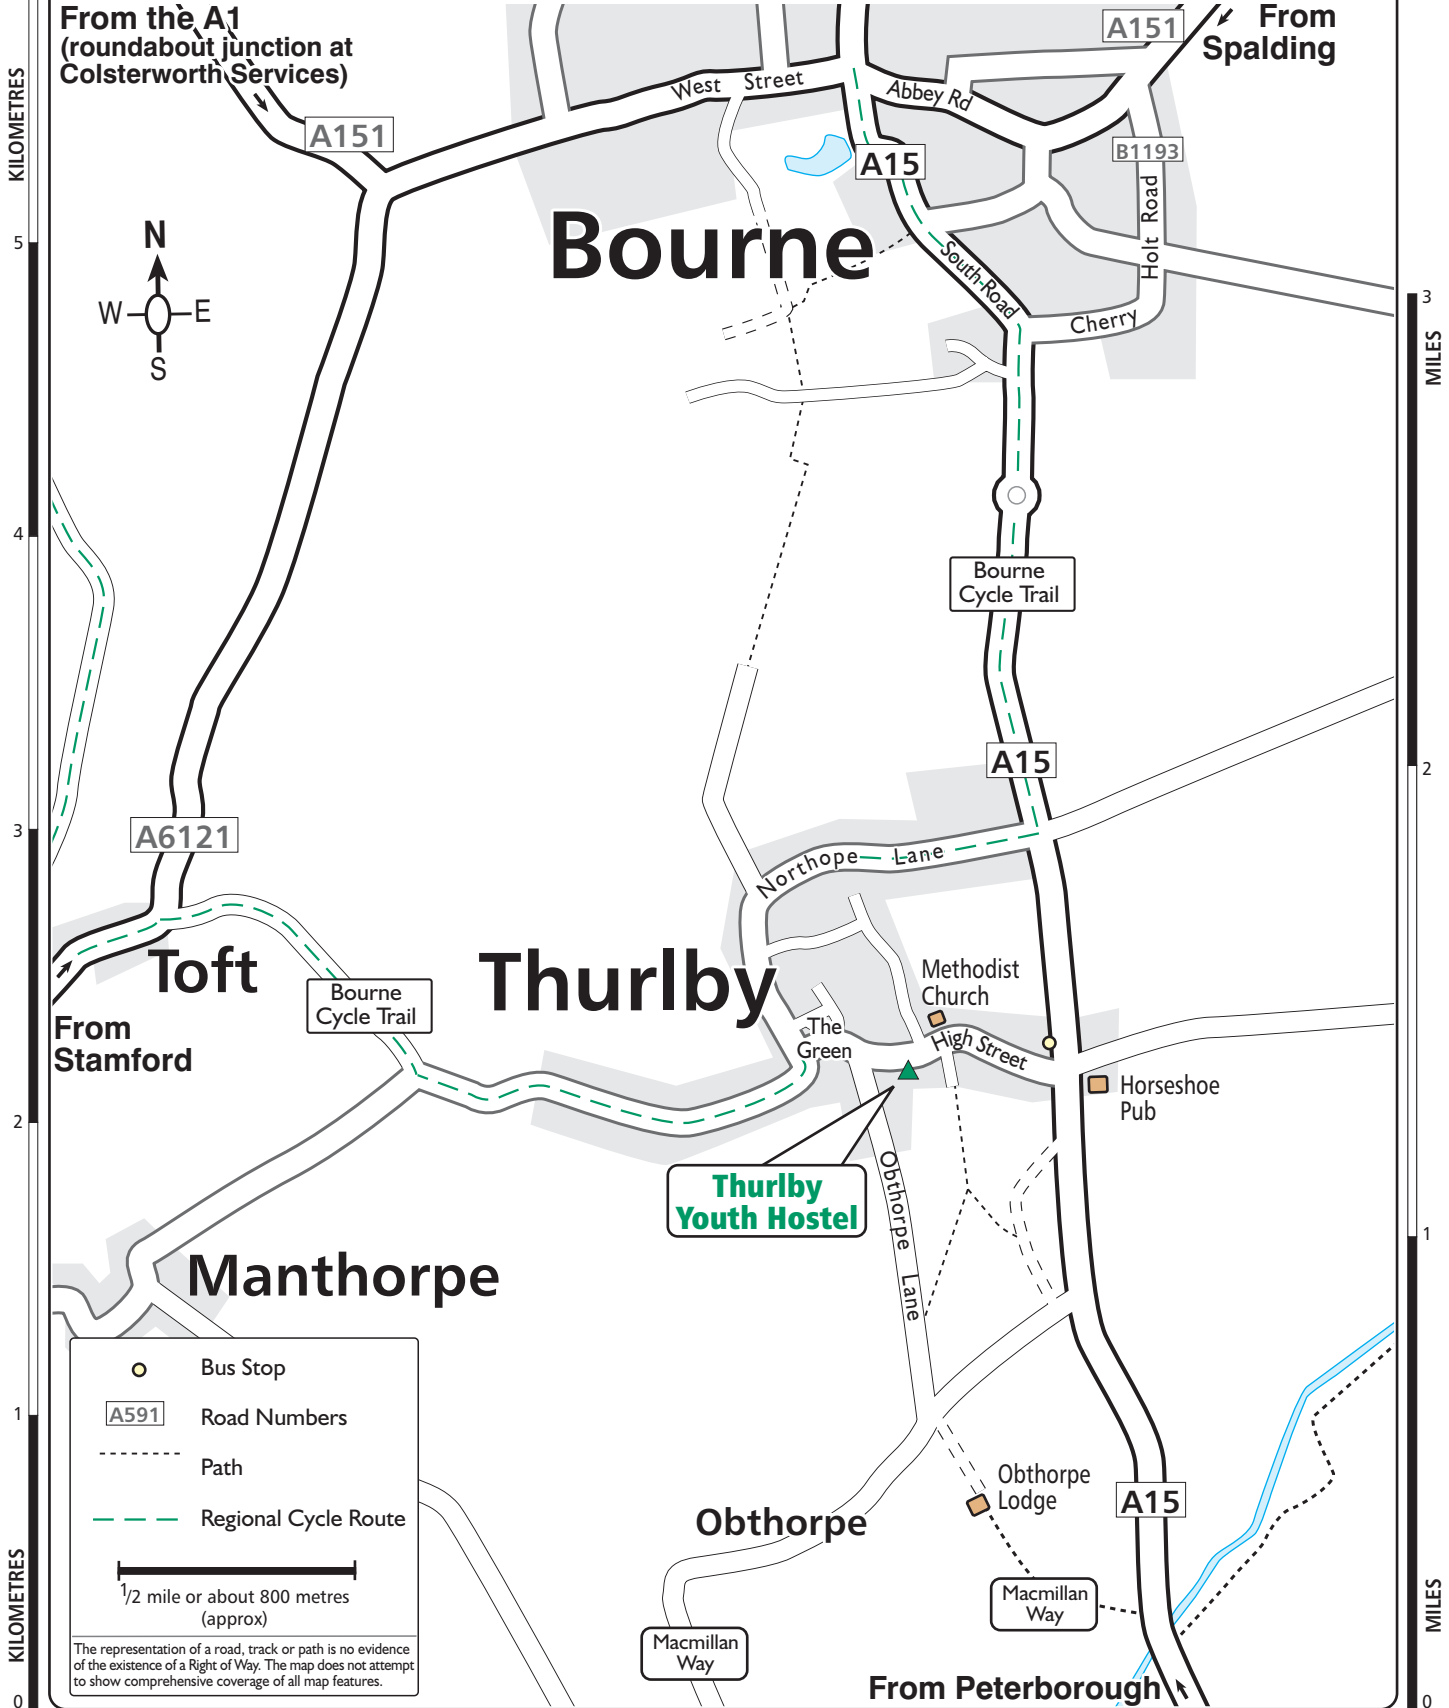 From the A1
(roundabout junction at
Colsterworth Services)
A151
From
Spalding
KILOMETRES
West Street
Abbey Rd
A151
A15
B1193
Holt Road
N
W
E
S
Bourne
South Road
Cherry
5
3
MILES
4
Bourne
Cycle Trail
A15
2
3
A6121
Northope Lane
Toft
Thurlby
Methodist
Church
Bourne
Cycle Trail
From
Stamford
The
Green
High Street
Horseshoe
Pub
2
Thurlby
Youth Hostel
Obthorpe Lane
1
Manthorpe
Bus Stop
1
A591
Road Numbers
Path
Regional Cycle Route
1/2 mile or about 800 metres
(approx)
The representation of a road, track or path is no evidence
of the existence of a Right of Way. The map does not attempt
to show comprehensive coverage of all map features.
Obthorpe
Lodge
A15
Obthorpe
Macmillan
Way
Macmillan
Way
From Peterborough
KILOMETRES
MILES
0
0